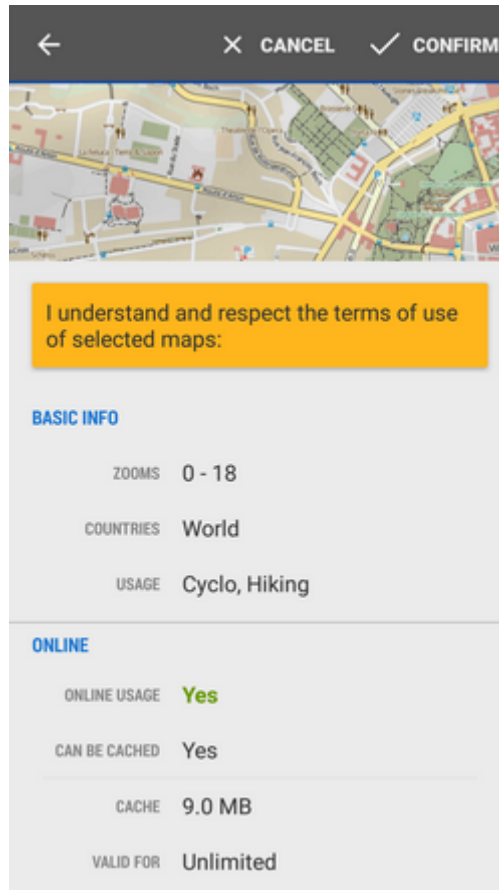 CANCEL CONFIRM
I understand and respect the terms of use
of selected maps:
BASIC INFO
ZOOMS 0 - 18
COUNTRIES World
USAGE Cyclo, Hiking
ONLINE
ONLINE USAGE Yes
CAN BE CACHED Yes
CACHE 9.0 MB
VALID FOR Unlimited